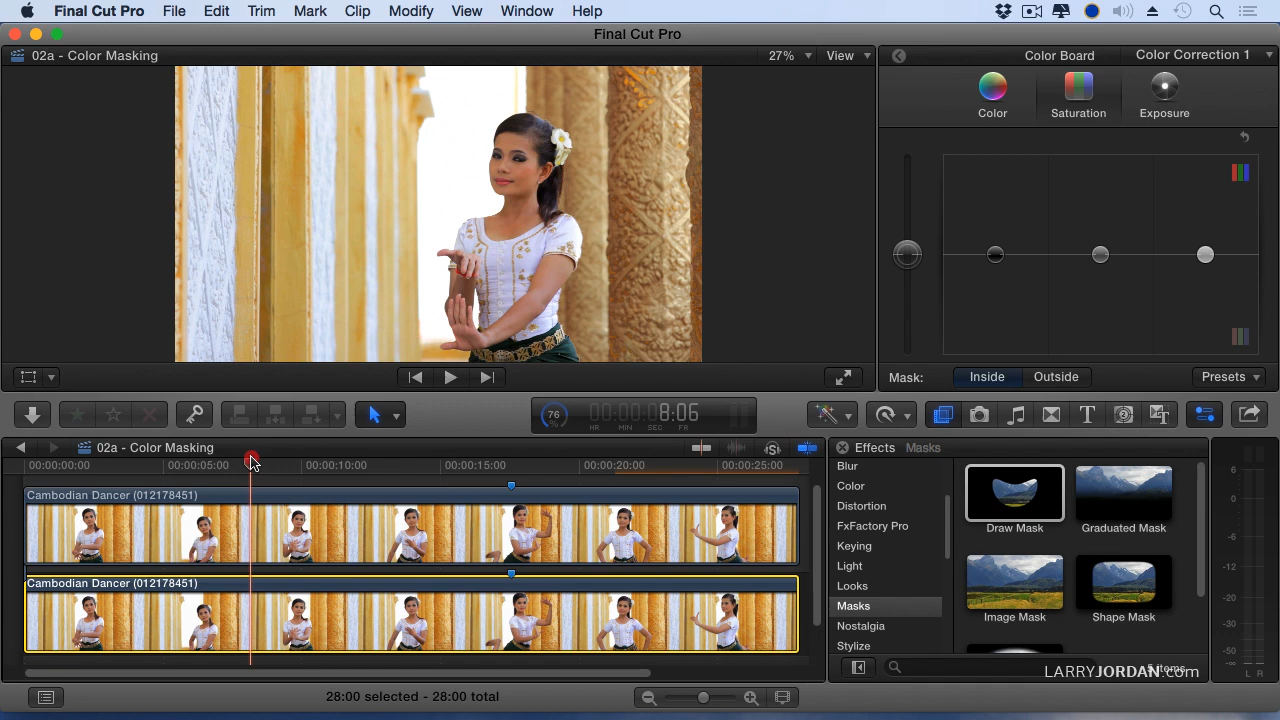 Final Cut Pro File Edit Trim Mark Clip Modify View Window Help
Final Cut Pro
02a - Color Masking 27% View
Color Board Color Correction 1
Color Saturation Exposure
Mask: Inside Outside Presets
76 % 00:00:08:06
HR MIN SEC FR
02a - Color Masking
00:00:00:00 00:00:05:00 00:00:10:00 00:00:15:00 00:00:20:00 00:00:25:00
Cambodian Dancer (012178451)
Cambodian Dancer (012178451)
Effects Masks
Blur
Color
Distortion
FxFactory Pro
Keying
Light
Looks
Masks
Nostalgia
Stylize
Draw Mask Graduated Mask
Image Mask Shape Mask
5 items
LARRYJORDAN.com
6
0
-6
-12
-20
-30
-50
-∞ -∞
L R
28:00 selected - 28:00 total